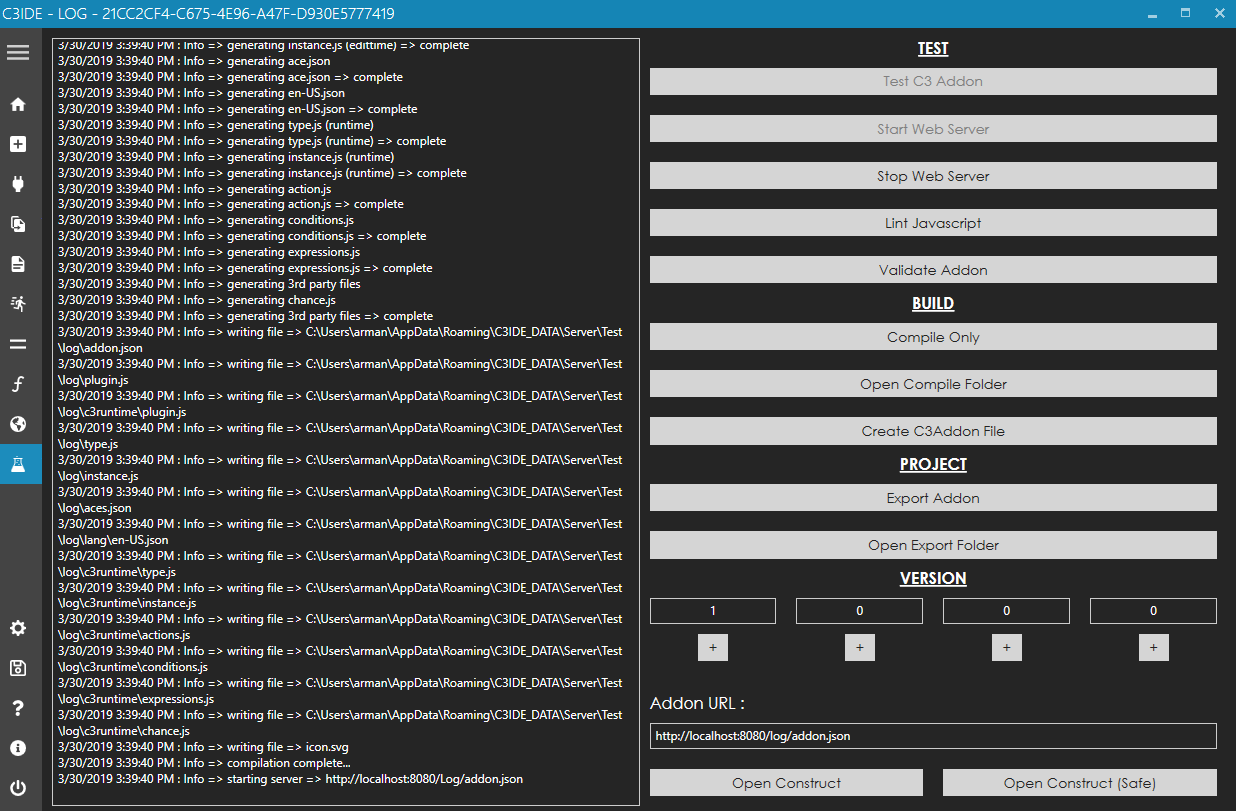 C3IDE - LOG - 21CC2CF4-C675-4E96-A47F-D930E5777419
3/30/2019 3:39:40 PM : Info => generating instance.js (edittime) => complete
3/30/2019 3:39:40 PM : Info => generating ace.json
3/30/2019 3:39:40 PM : Info => generating ace.json => complete
3/30/2019 3:39:40 PM : Info => generating en-US.json
3/30/2019 3:39:40 PM : Info => generating en-US.json => complete
3/30/2019 3:39:40 PM : Info => generating type.js (runtime)
3/30/2019 3:39:40 PM : Info => generating type.js (runtime) => complete
3/30/2019 3:39:40 PM : Info => generating instance.js (runtime)
3/30/2019 3:39:40 PM : Info => generating instance.js (runtime) => complete
3/30/2019 3:39:40 PM : Info => generating action.js
3/30/2019 3:39:40 PM : Info => generating action.js => complete
3/30/2019 3:39:40 PM : Info => generating conditions.js
3/30/2019 3:39:40 PM : Info => generating conditions.js => complete
3/30/2019 3:39:40 PM : Info => generating expressions.js
3/30/2019 3:39:40 PM : Info => generating expressions.js => complete
3/30/2019 3:39:40 PM : Info => generating 3rd party files
3/30/2019 3:39:40 PM : Info => generating chance.js
3/30/2019 3:39:40 PM : Info => generating 3rd party files => complete
3/30/2019 3:39:40 PM : Info => writing file => C:\Users\arman\AppData\Roaming\C3IDE_DATA\Server\Test
\log\addon.json
3/30/2019 3:39:40 PM : Info => writing file => C:\Users\arman\AppData\Roaming\C3IDE_DATA\Server\Test
\log\plugin.js
3/30/2019 3:39:40 PM : Info => writing file => C:\Users\arman\AppData\Roaming\C3IDE_DATA\Server\Test
\log\c3runtime\plugin.js
3/30/2019 3:39:40 PM : Info => writing file => C:\Users\arman\AppData\Roaming\C3IDE_DATA\Server\Test
\log\type.js
3/30/2019 3:39:40 PM : Info => writing file => C:\Users\arman\AppData\Roaming\C3IDE_DATA\Server\Test
\log\instance.js
3/30/2019 3:39:40 PM : Info => writing file => C:\Users\arman\AppData\Roaming\C3IDE_DATA\Server\Test
\log\aces.json
3/30/2019 3:39:40 PM : Info => writing file => C:\Users\arman\AppData\Roaming\C3IDE_DATA\Server\Test
\log\lang\en-US.json
3/30/2019 3:39:40 PM : Info => writing file => C:\Users\arman\AppData\Roaming\C3IDE_DATA\Server\Test
\log\c3runtime\type.js
3/30/2019 3:39:40 PM : Info => writing file => C:\Users\arman\AppData\Roaming\C3IDE_DATA\Server\Test
\log\c3runtime\instance.js
3/30/2019 3:39:40 PM : Info => writing file => C:\Users\arman\AppData\Roaming\C3IDE_DATA\Server\Test
\log\c3runtime\actions.js
3/30/2019 3:39:40 PM : Info => writing file => C:\Users\arman\AppData\Roaming\C3IDE_DATA\Server\Test
\log\c3runtime\conditions.js
3/30/2019 3:39:40 PM : Info => writing file => C:\Users\arman\AppData\Roaming\C3IDE_DATA\Server\Test
\log\c3runtime\expressions.js
3/30/2019 3:39:40 PM : Info => writing file => C:\Users\arman\AppData\Roaming\C3IDE_DATA\Server\Test
\log\c3runtime\chance.js
3/30/2019 3:39:40 PM : Info => writing file => icon.svg
3/30/2019 3:39:40 PM : Info => compilation complete...
3/30/2019 3:39:40 PM : Info => starting server => http://localhost:8080/Log/addon.json
TEST
Test C3 Addon
Start Web Server
Stop Web Server
Lint Javascript
Validate Addon
BUILD
Compile Only
Open Compile Folder
Create C3Addon File
PROJECT
Export Addon
Open Export Folder
VERSION
1 0 0 0
+ + + +
Addon URL :
http://localhost:8080/log/addon.json
Open Construct
Open Construct (Safe)